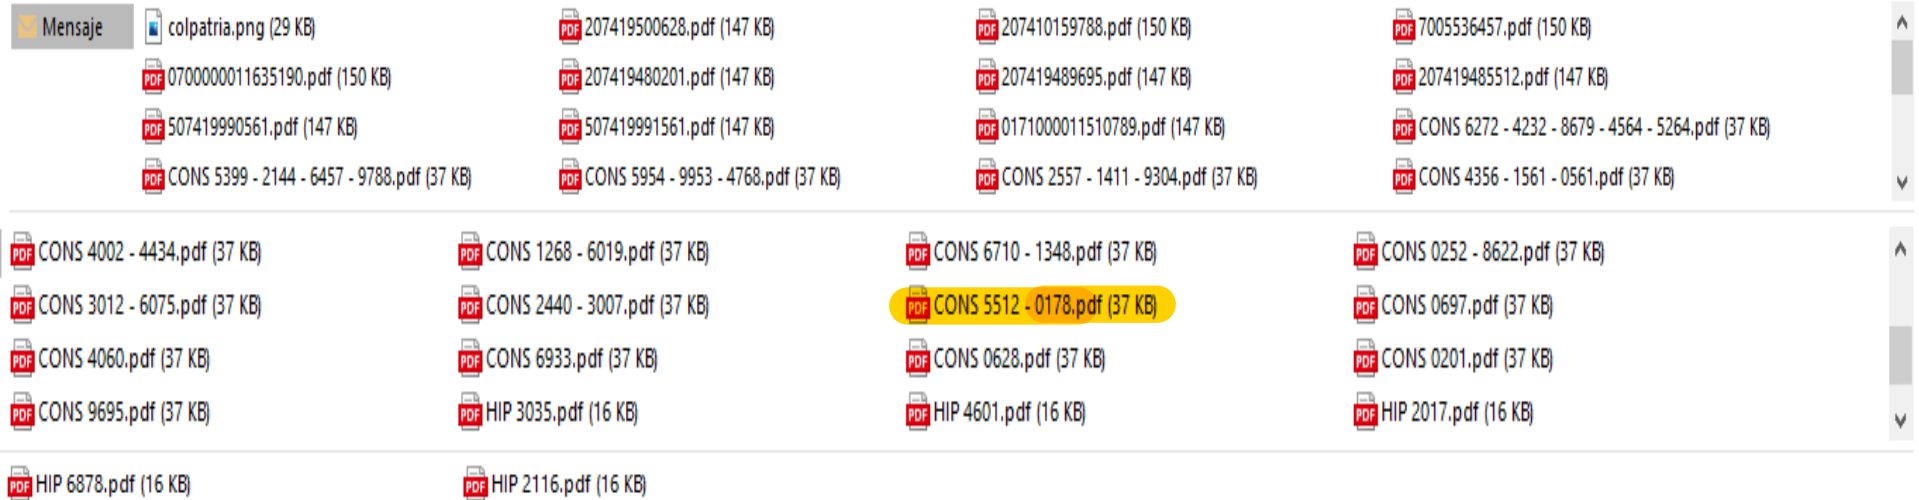 Mensaje colpatria.png (29 KB) 207419500628.pdf (147 KB) 207410159788.pdf (150 KB) 7005536457.pdf (150 KB)
0700000011635190.pdf (150 KB) 207419480201.pdf (147 KB) 207419489695.pdf (147 KB) 207419485512.pdf (147 KB)
507419990561.pdf (147 KB) 507419991561.pdf (147 KB) 0171000011510789.pdf (147 KB) CONS 6272 - 4232 - 8679 - 4564 - 5264.pdf (37 KB)
CONS 5399 - 2144 - 6457 - 9788.pdf (37 KB) CONS 5954 - 9953 - 4768.pdf (37 KB) CONS 2557 - 1411 - 9304.pdf (37 KB) CONS 4356 - 1561 - 0561.pdf (37 KB)
CONS 4002 - 4434.pdf (37 KB) CONS 1268 - 6019.pdf (37 KB) CONS 6710 - 1348.pdf (37 KB) CONS 0252 - 8622.pdf (37 KB)
CONS 3012 - 6075.pdf (37 KB) CONS 2440 - 3007.pdf (37 KB) CONS 5512 - 0178.pdf (37 KB) CONS 0697.pdf (37 KB)
CONS 4060.pdf (37 KB) CONS 6933.pdf (37 KB) CONS 0628.pdf (37 KB) CONS 0201.pdf (37 KB)
CONS 9695.pdf (37 KB) HIP 3035.pdf (16 KB) HIP 4601.pdf (16 KB) HIP 2017.pdf (16 KB)
HIP 6878.pdf (16 KB) HIP 2116.pdf (16 KB)